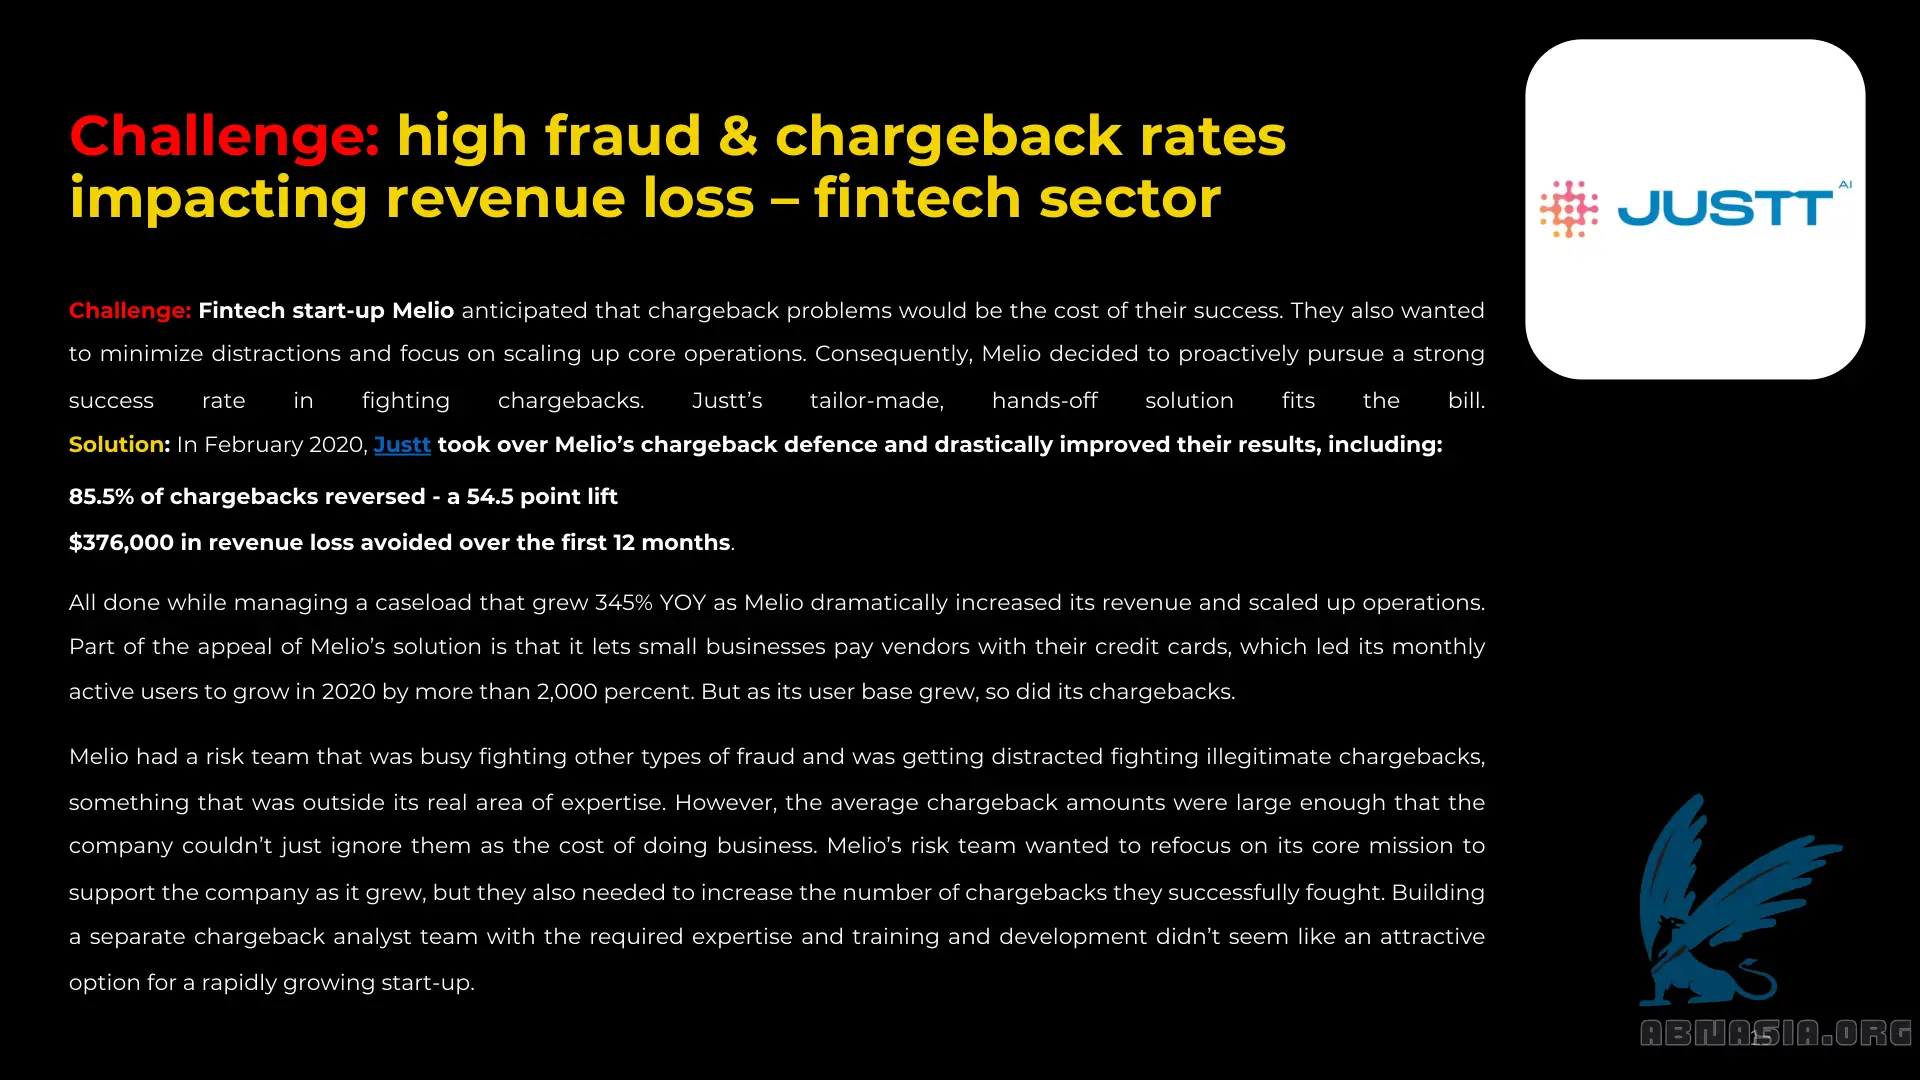 Challenge: high fraud & chargeback rates
impacting revenue loss – fintech sector
JUSTT AI
Challenge: Fintech start-up Melio anticipated that chargeback problems would be the cost of their success. They also wanted
to minimize distractions and focus on scaling up core operations. Consequently, Melio decided to proactively pursue a strong
success rate in fighting chargebacks. Justt’s tailor-made, hands-off solution fits the bill.
Solution: In February 2020, Justt took over Melio’s chargeback defence and drastically improved their results, including:
85.5% of chargebacks reversed - a 54.5 point lift
$376,000 in revenue loss avoided over the first 12 months.
All done while managing a caseload that grew 345% YOY as Melio dramatically increased its revenue and scaled up operations.
Part of the appeal of Melio’s solution is that it lets small businesses pay vendors with their credit cards, which led its monthly
active users to grow in 2020 by more than 2,000 percent. But as its user base grew, so did its chargebacks.
Melio had a risk team that was busy fighting other types of fraud and was getting distracted fighting illegitimate chargebacks,
something that was outside its real area of expertise. However, the average chargeback amounts were large enough that the
company couldn’t just ignore them as the cost of doing business. Melio’s risk team wanted to refocus on its core mission to
support the company as it grew, but they also needed to increase the number of chargebacks they successfully fought. Building
a separate chargeback analyst team with the required expertise and training and development didn’t seem like an attractive
option for a rapidly growing start-up.
ABNASIA.ORG
15